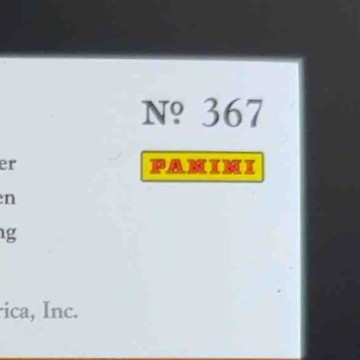 Nº 367
PANINI
er
en
ng
rica, Inc.